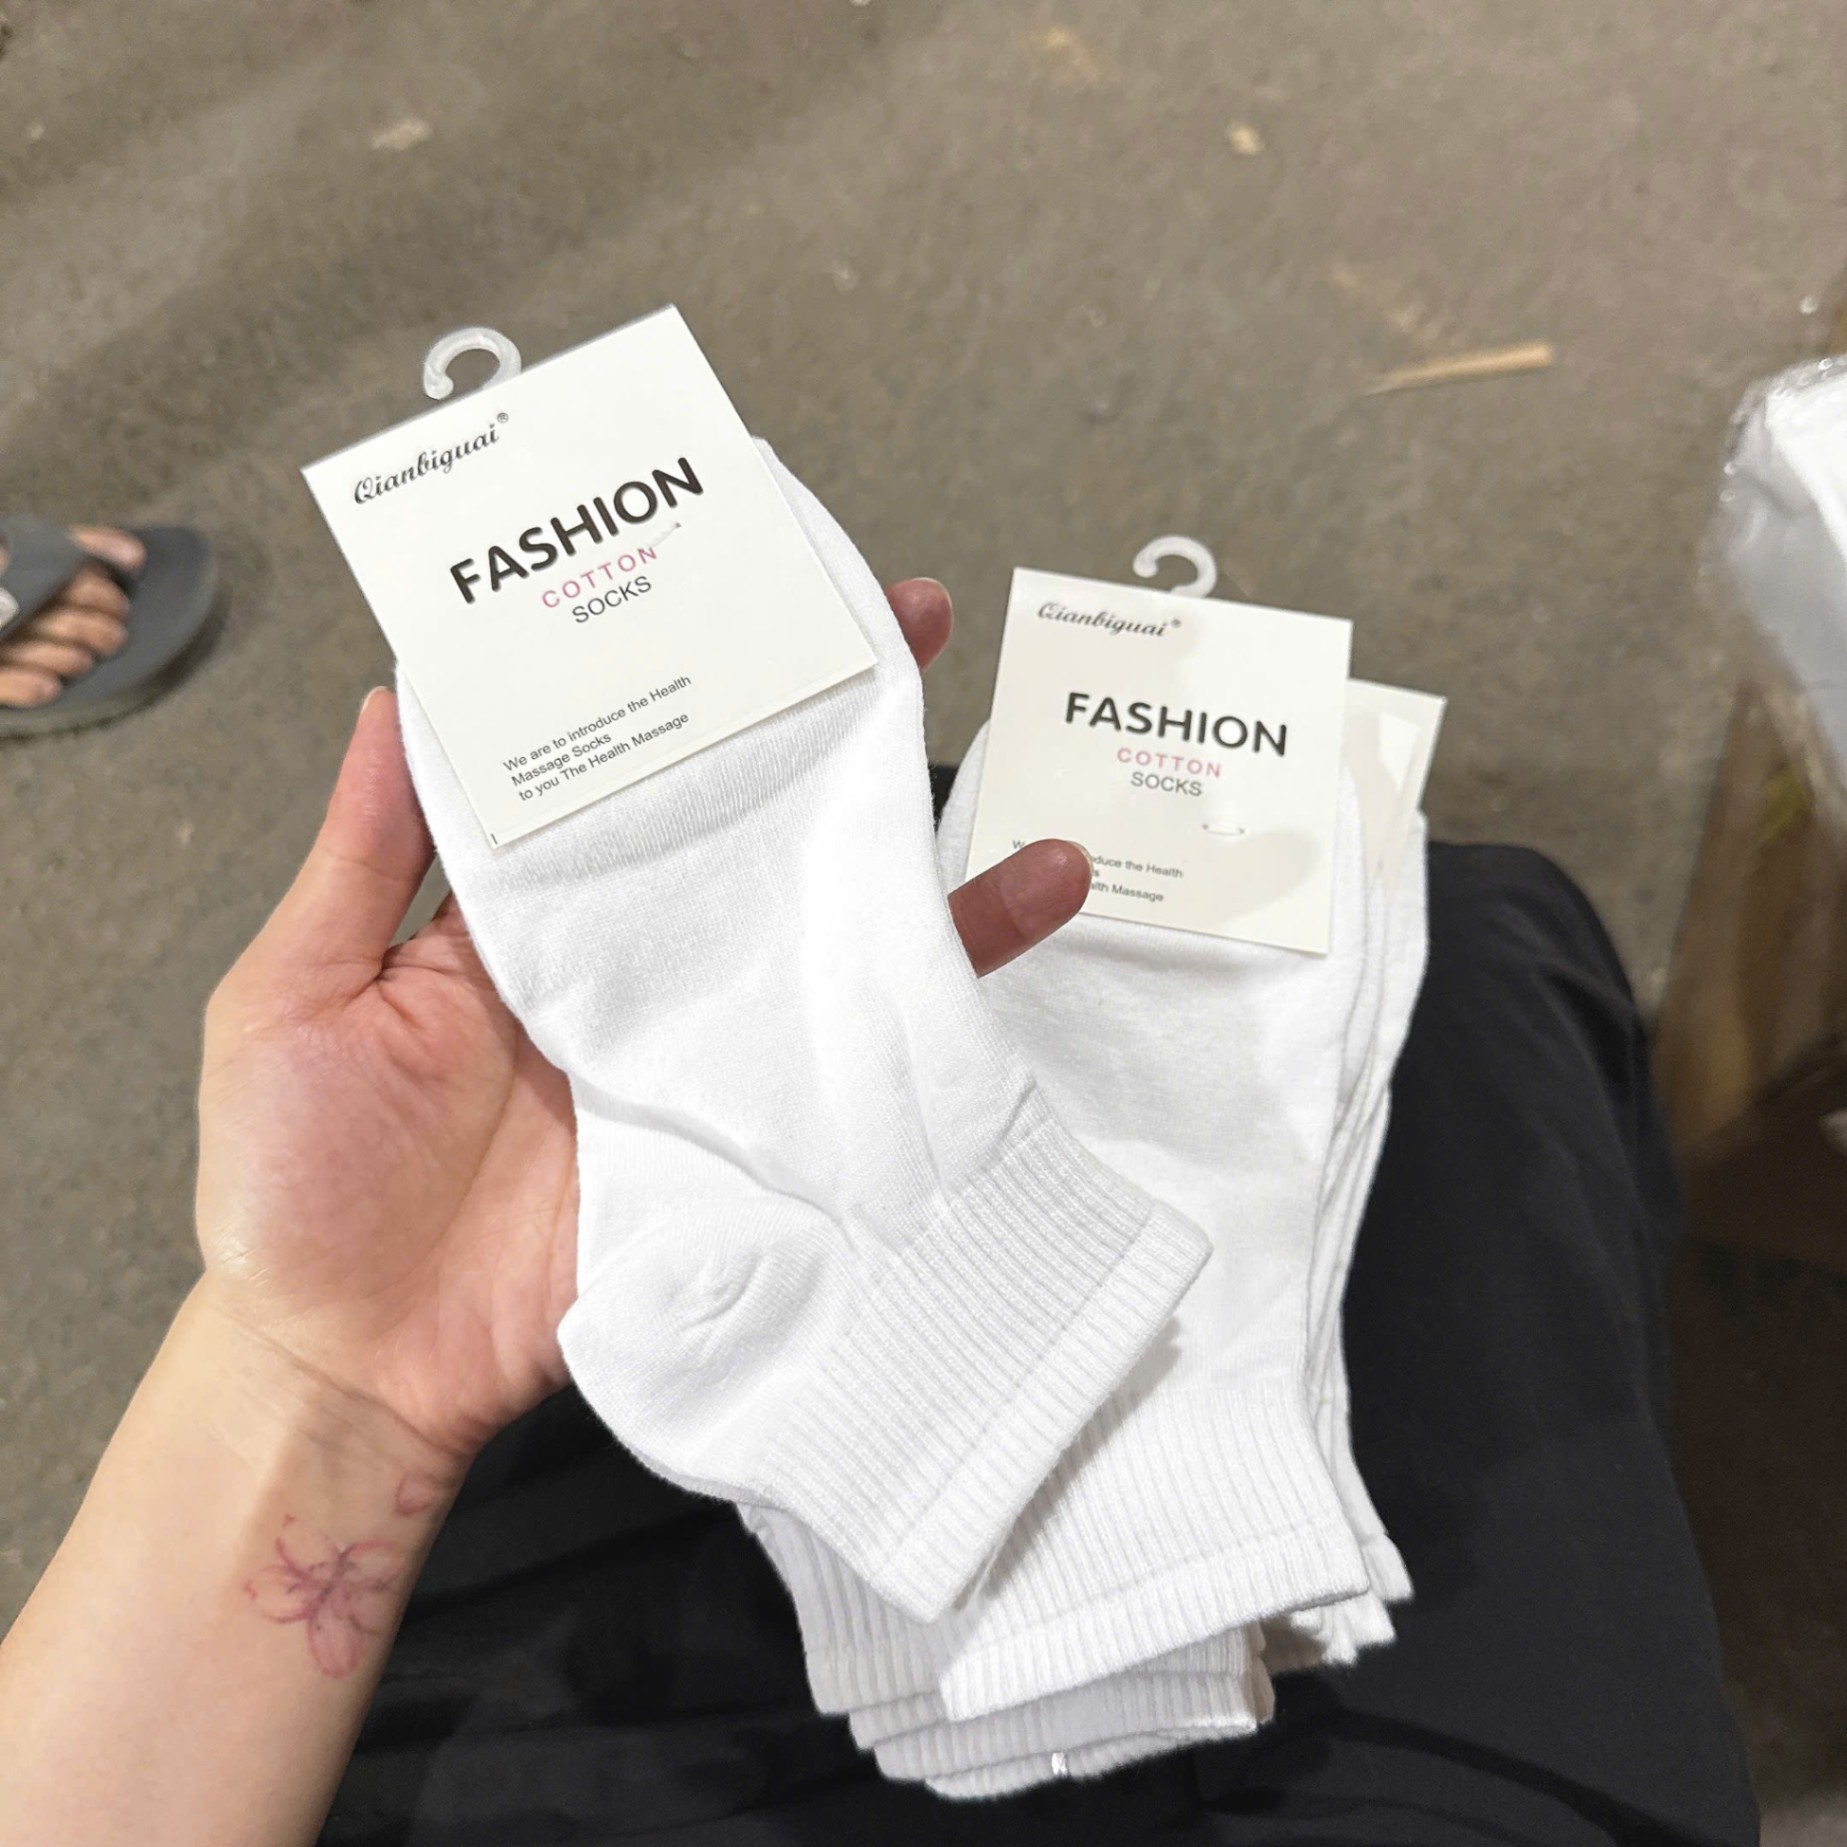 Qianbiguai®
FASHION
COTTON
SOCKS
We are to introduce the Health
Massage Socks
to you The Health Massage
Qianbiguai®
FASHION
COTTON
SOCKS
the Health
Massage